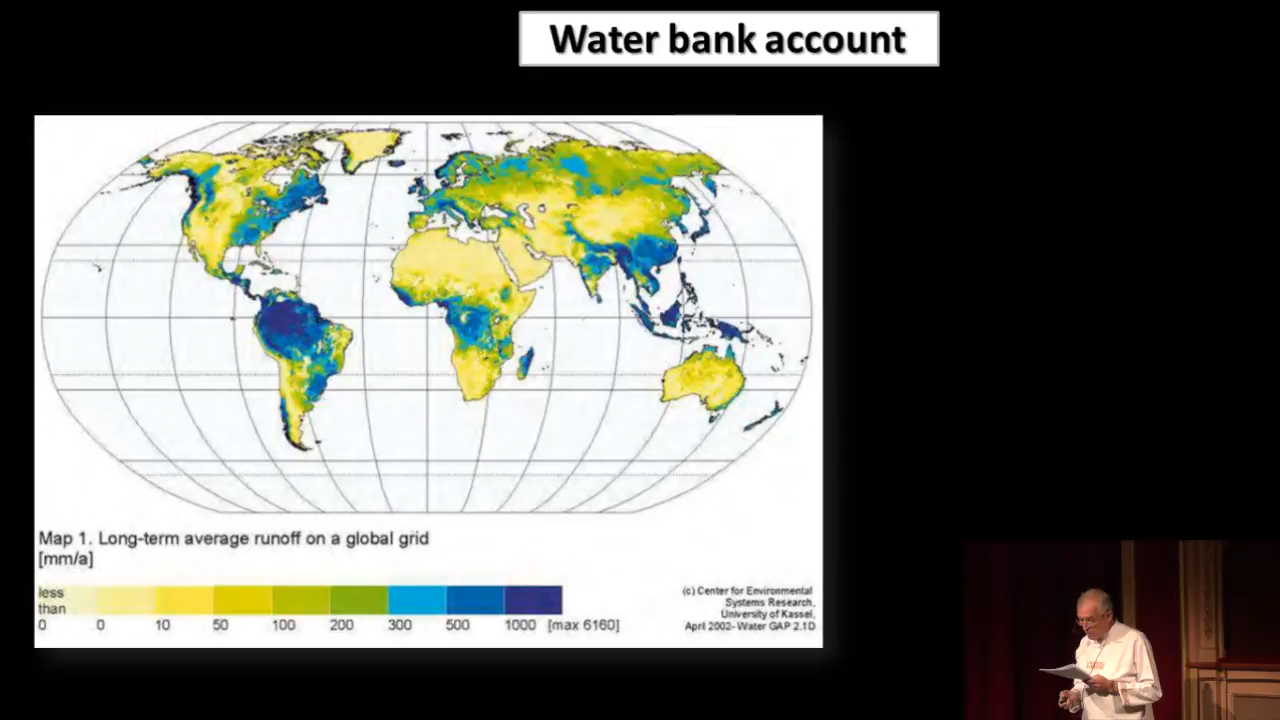 Water bank account
Map 1. Long-term average runoff on a global grid
[mm/a]
less
than
0 0 10 50 100 200 300 500 1000 [max 6160]
(c) Center for Environmental
Systems Research,
University of Kassel,
April 2002- Water GAP 2.1D